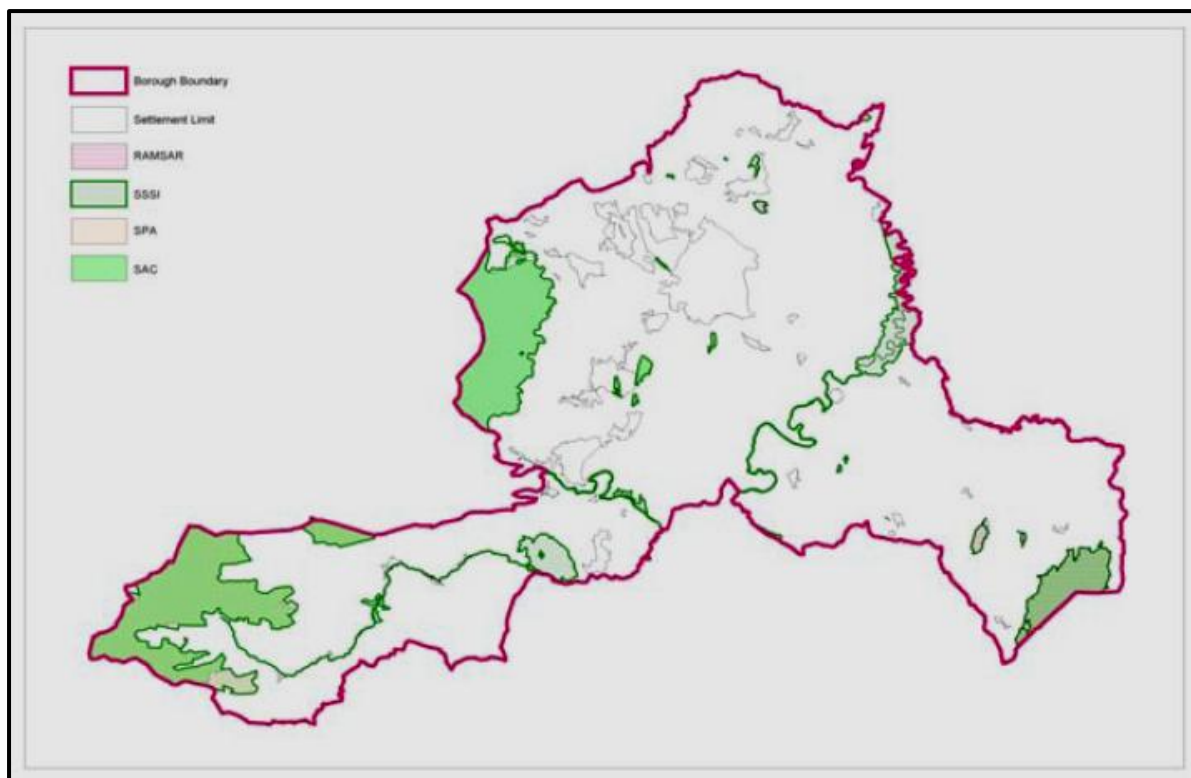 Borough Boundary
Settlement Limit
RAMSAR
SSSI
SPA
SAC